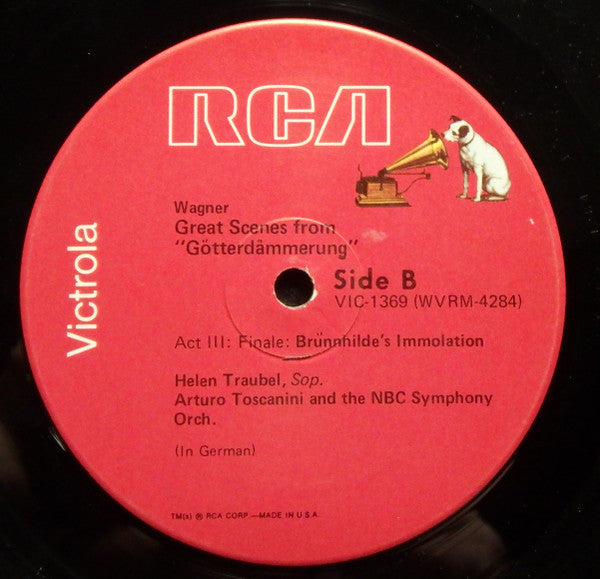 RCA
Victrola
Wagner
Great Scenes from
"Götterdämmerung"
Side B
VIC-1369 (WVRM-4284)
Act III: Finale: Brünnhilde's Immolation
Helen Traubel, Sop.
Arturo Toscanini and the NBC Symphony
Orch.
(In German)
TM(s) ® RCA CORP.—MADE IN U.S.A.